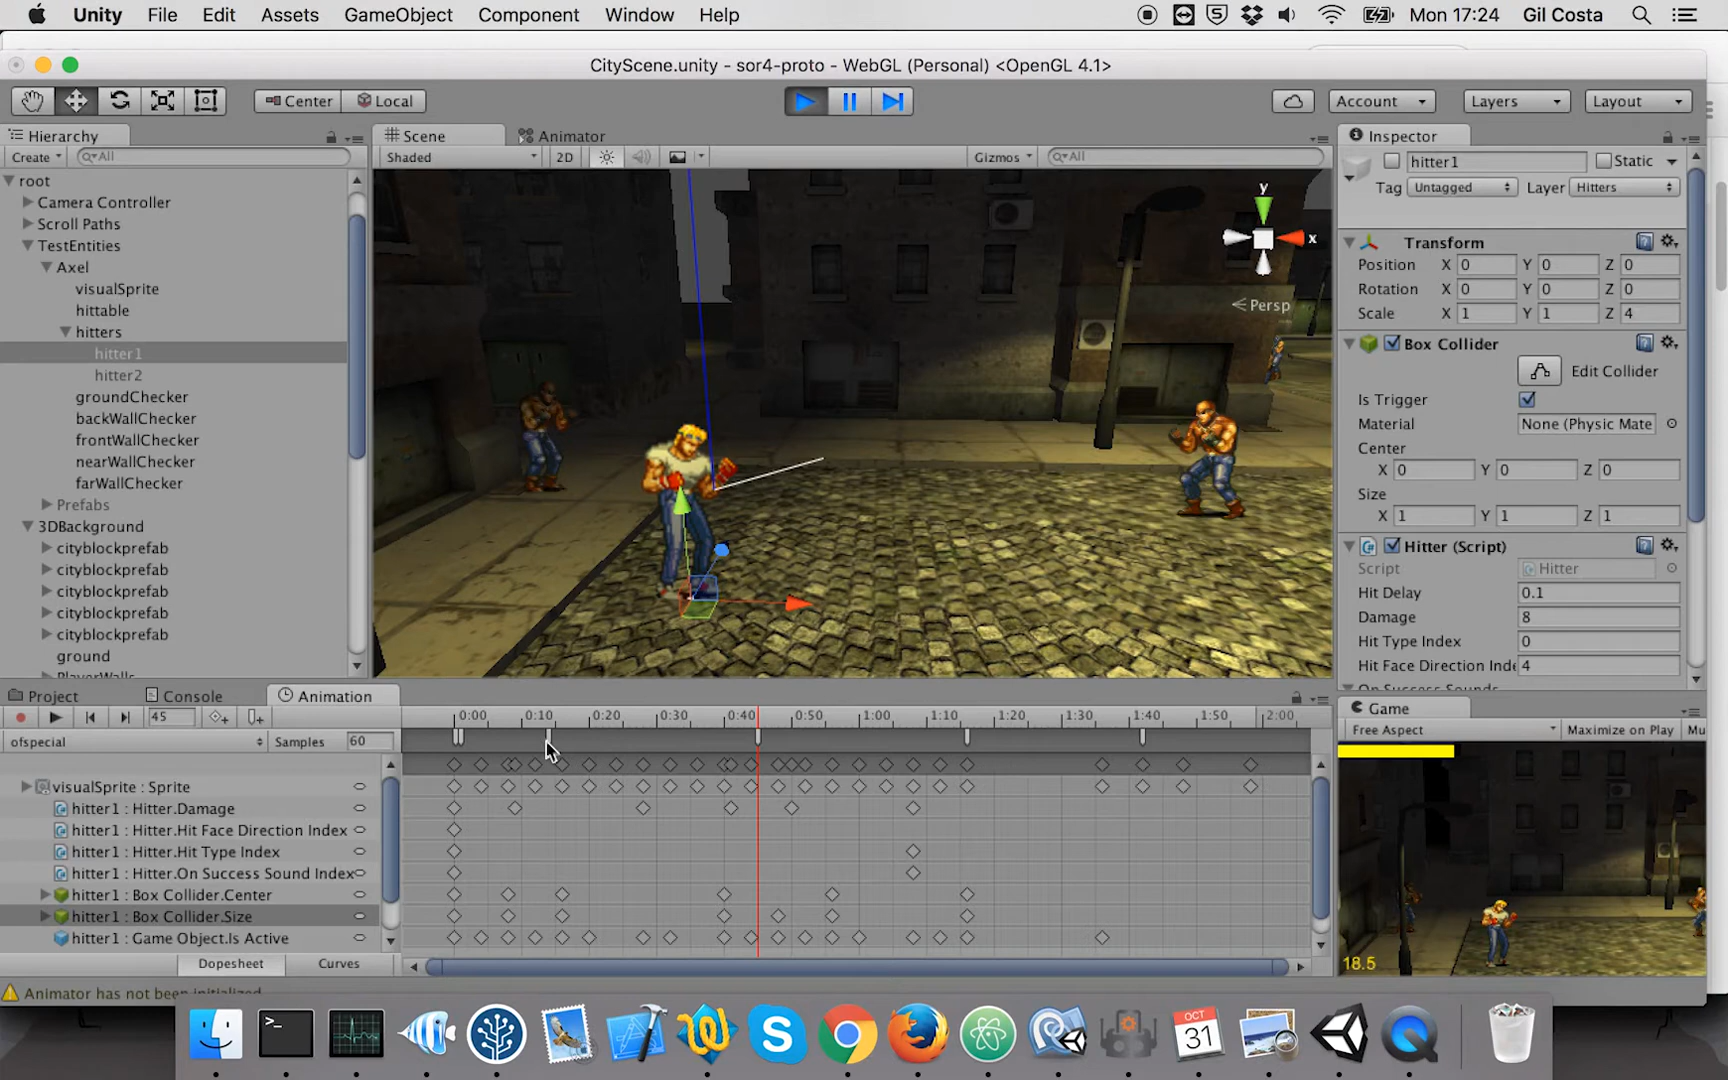 Unity File Edit Assets GameObject Component Window Help
5 Mon 17:24 Gil Costa
CityScene.unity - sor4-proto - WebGL (Personal) <OpenGL 4.1>
Center Local Account Layers Layout
Hierarchy
Create All
root
Camera Controller
Scroll Paths
TestEntities
Axel
visualSprite
hittable
hitters
hitter1
hitter2
groundChecker
backWallChecker
frontWallChecker
nearWallChecker
farWallChecker
Prefabs
3DBackground
cityblockprefab
cityblockprefab
cityblockprefab
cityblockprefab
cityblockprefab
ground
PlayerWalls
Scene Animator
Shaded 2D Gizmos All
y
x
Persp
Inspector
hitter1 Static
Tag Untagged Layer Hitters
Transform
Position X 0 Y 0 Z 0
Rotation X 0 Y 0 Z 0
Scale X 1 Y 1 Z 4
Box Collider
Edit Collider
Is Trigger
Material None (Physic Mate
Center
X 0 Y 0 Z 0
Size
X 1 Y 1 Z 1
Hitter (Script)
Script Hitter
Hit Delay 0.1
Damage 8
Hit Type Index 0
Hit Face Direction Inde 4
On Success Sounds
Project Console Animation
45 0:00 0:10 0:20 0:30 0:40 0:50 1:00 1:10 1:30 1:40 1:50 2:00
ofspecial Samples 60
visualSprite : Sprite
hitter1 : Hitter.Damage
hitter1 : Hitter.Hit Face Direction Index
hitter1 : Hitter.Hit Type Index
hitter1 : Hitter.On Success Sound Index
hitter1 : Box Collider.Center
hitter1 : Box Collider.Size
hitter1 : Game Object.Is Active
Dopesheet Curves
Game
Free Aspect Maximize on Play Mu
18.5
Animator has not been initialized.
OCT
31